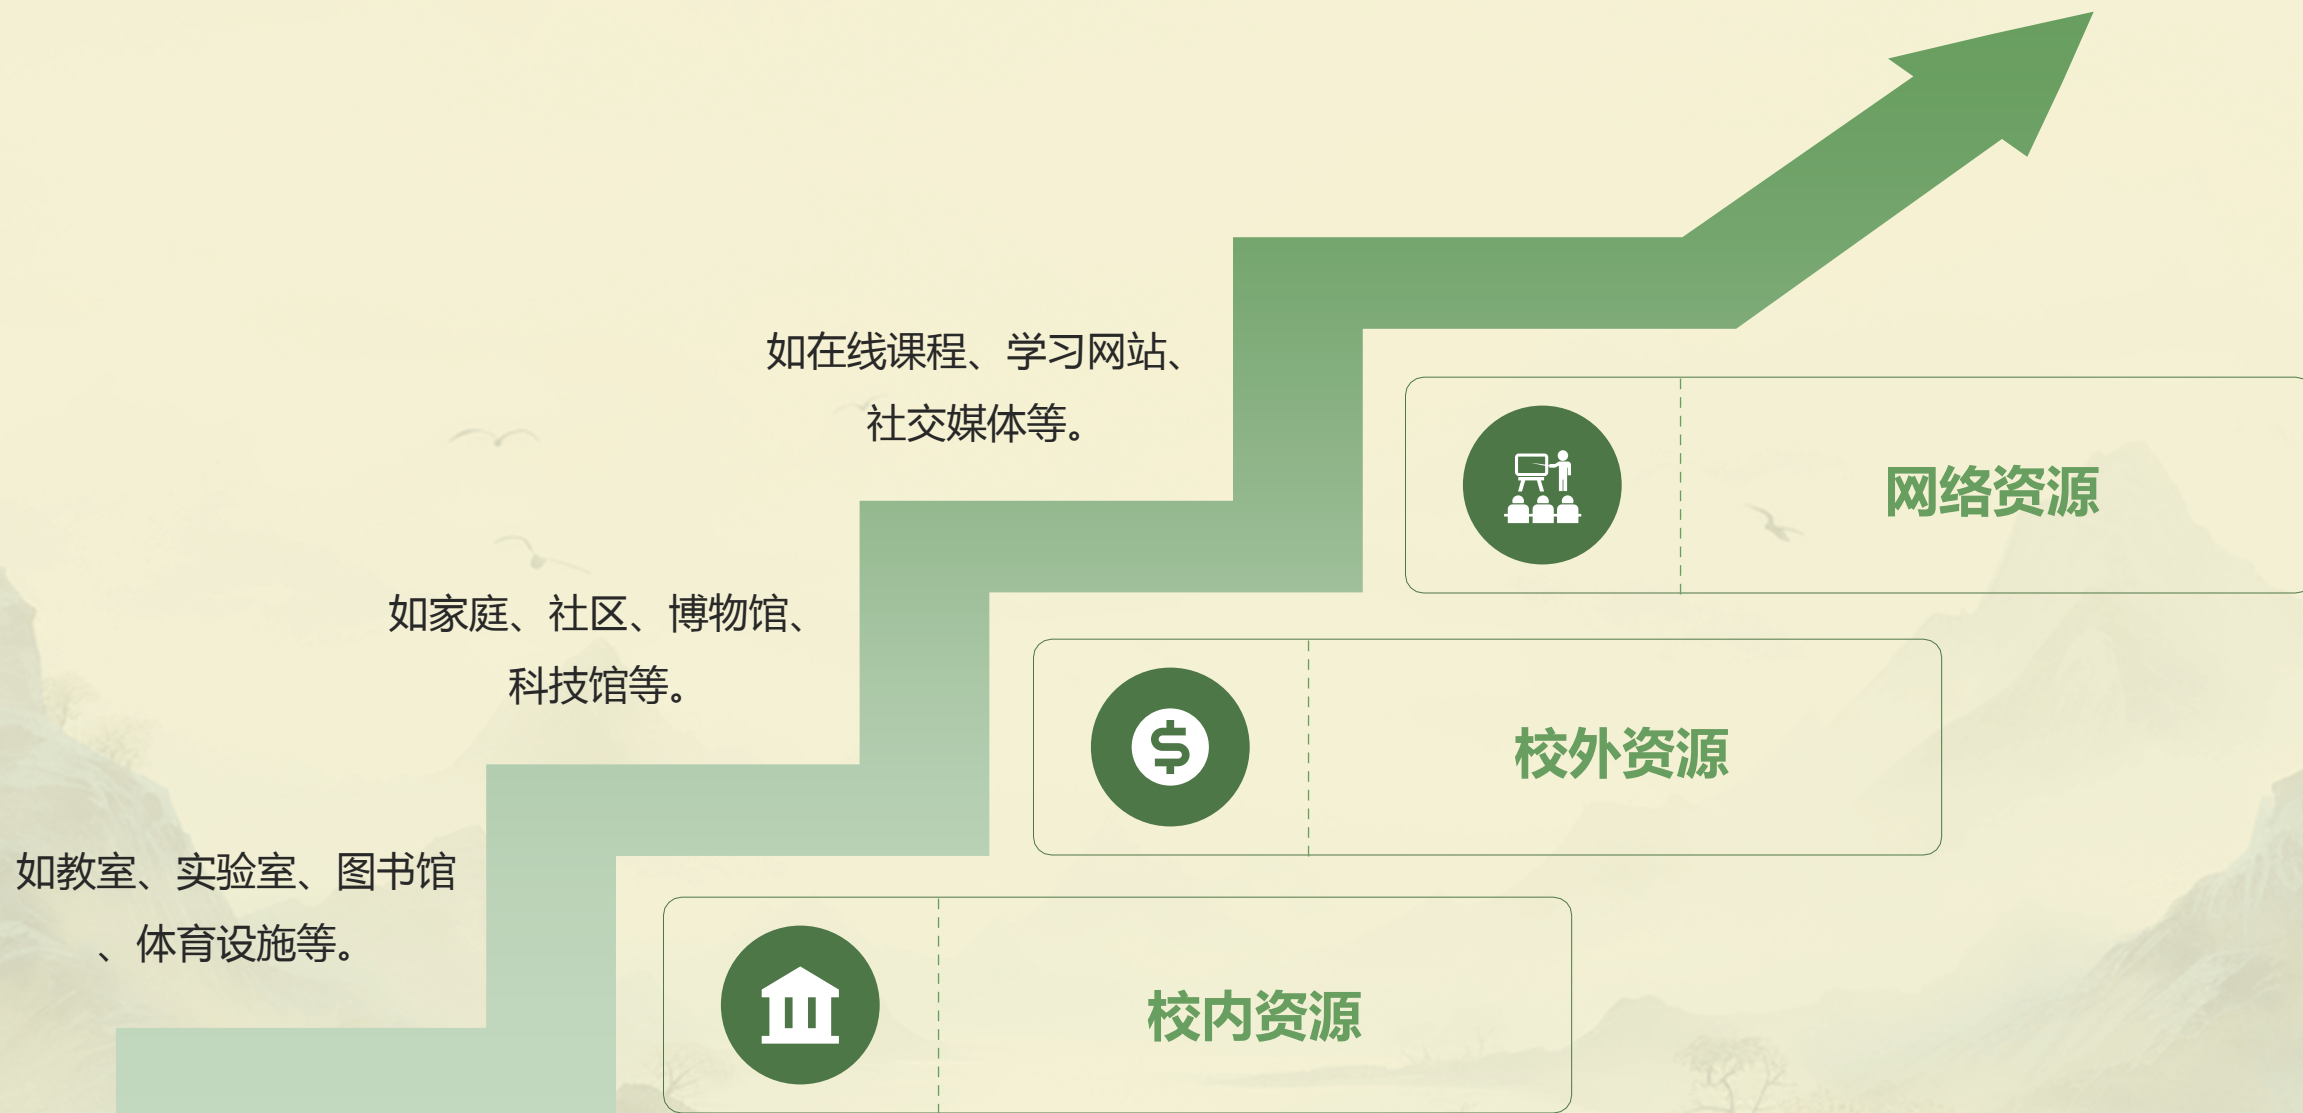 如在线课程、学习网站、
社交媒体等。
网络资源
如家庭、社区、博物馆、
科技馆等。
校外资源
如教室、实验室、图书馆
、体育设施等。
校内资源